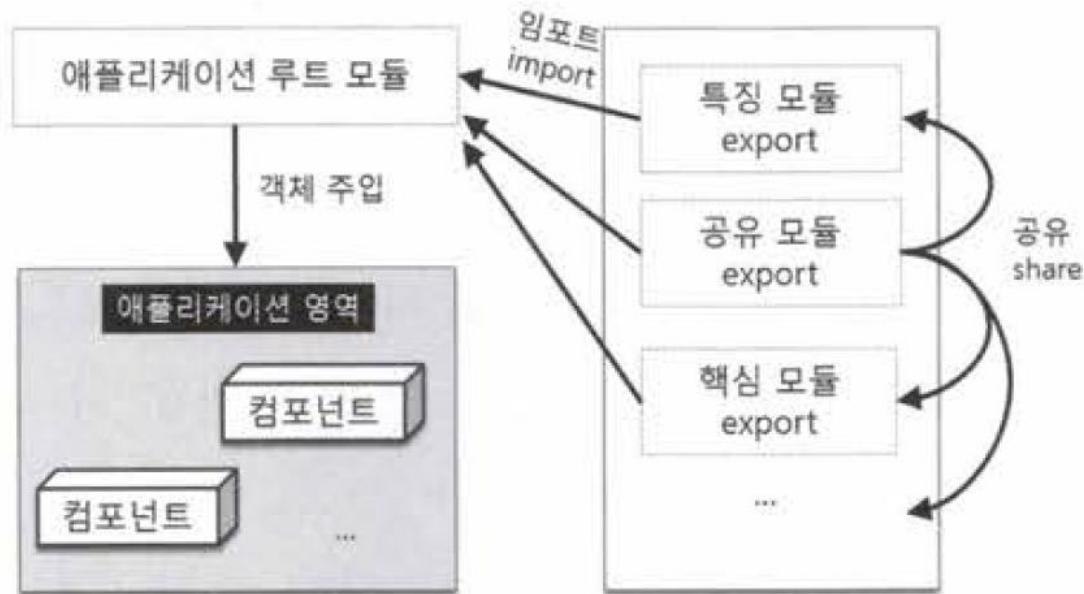 애플리케이션 루트 모듈
객체 주입
애플리케이션 영역
컴포넌트
컴포넌트
...
임포트
import
특징 모듈
export
공유 모듈
export
핵심 모듈
export
...
공유
share